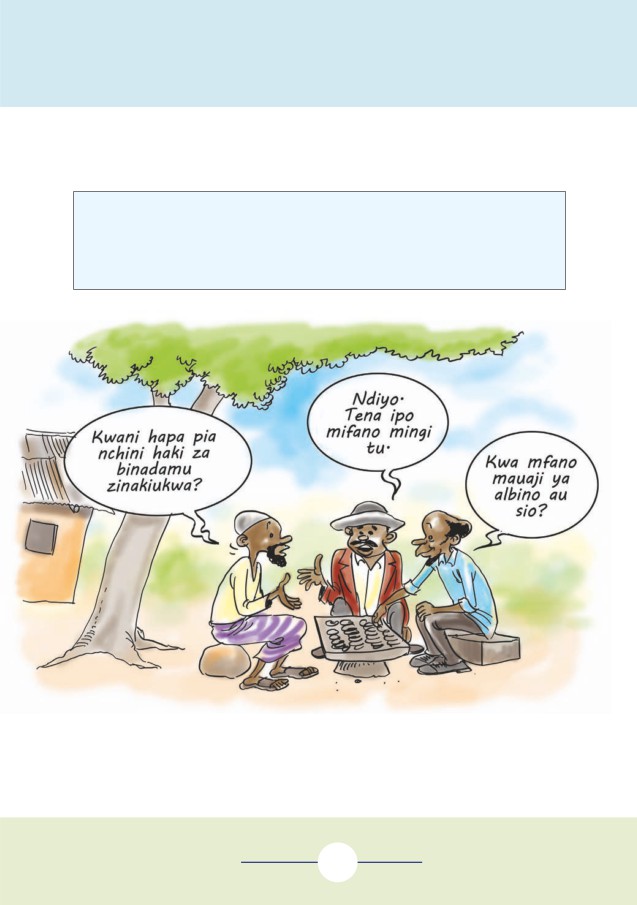 Kwani hapa pia
nchini haki za
binadamu
zinakiukwa?
Ndiyo.
Tena ipo
mifano mingi
tu.
Kwa mfano
mauaji ya
albino au
sio?